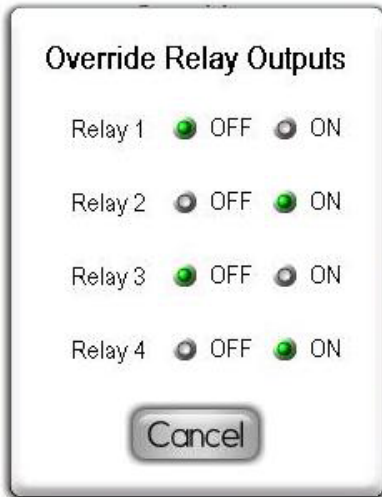 Override Relay Outputs
Relay 1 OFF ON
Relay 2 OFF ON
Relay 3 OFF ON
Relay 4 OFF ON
Cancel